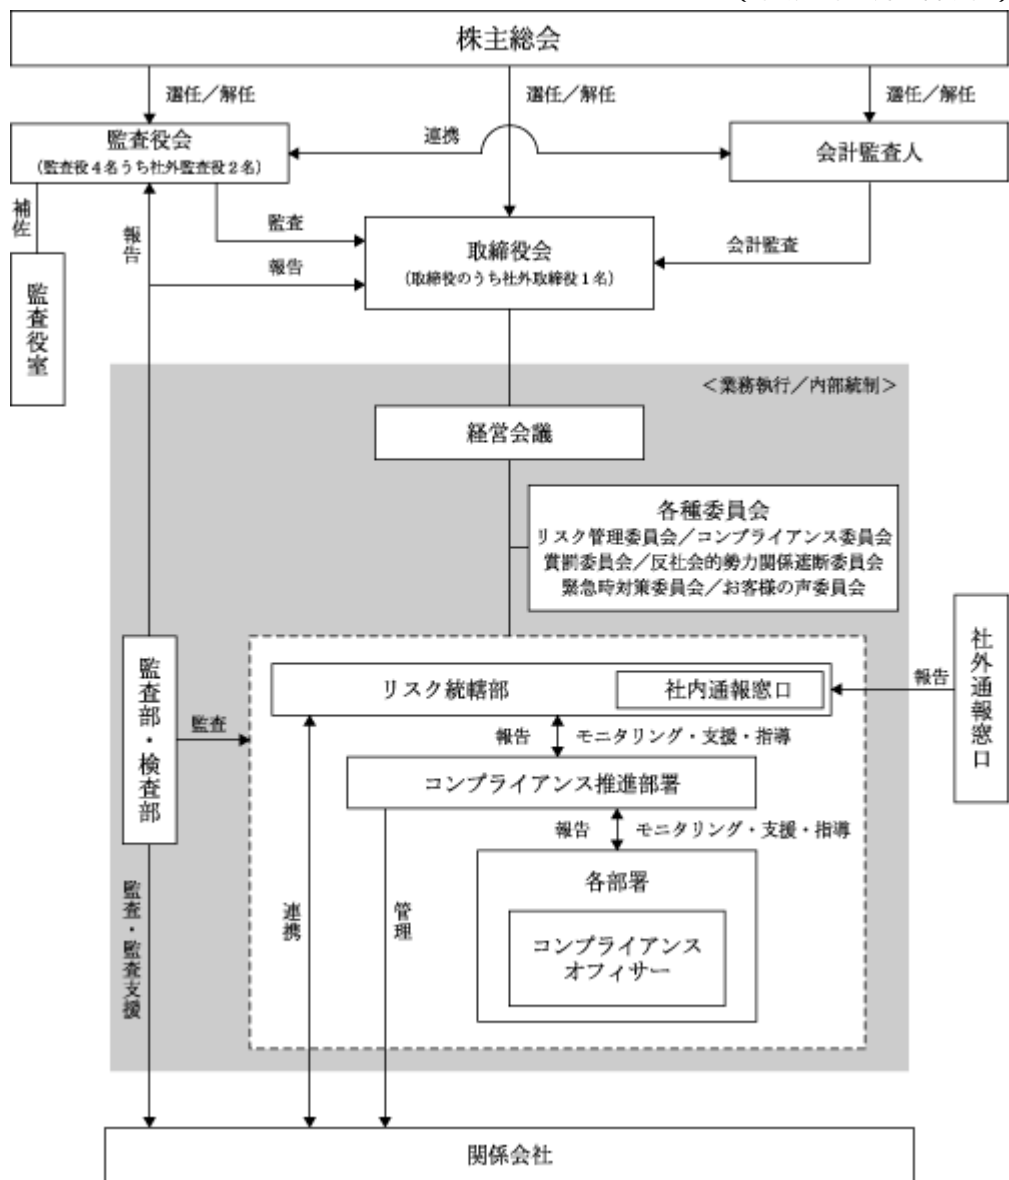 株主総会
選任／解任
選任／解任
選任／解任
監査役会
（監査役４名うち社外監査役２名）
連携
会計監査人
補佐
報告
監査
報告
取締役会
（取締役のうち社外取締役１名）
会計監査
監査役室
＜業務執行／内部統制＞
経営会議
各種委員会
リスク管理委員会／コンプライアンス委員会
賞罰委員会／反社会的勢力関係遮断委員会
緊急時対策委員会／お客様の声委員会
監査部・検査部
監査
リスク統轄部
社内通報窓口
報告
社外通報窓口
報告
モニタリング・支援・指導
コンプライアンス推進部署
報告
モニタリング・支援・指導
各部署
コンプライアンス
オフィサー
監査・監査支援
連携
管理
関係会社